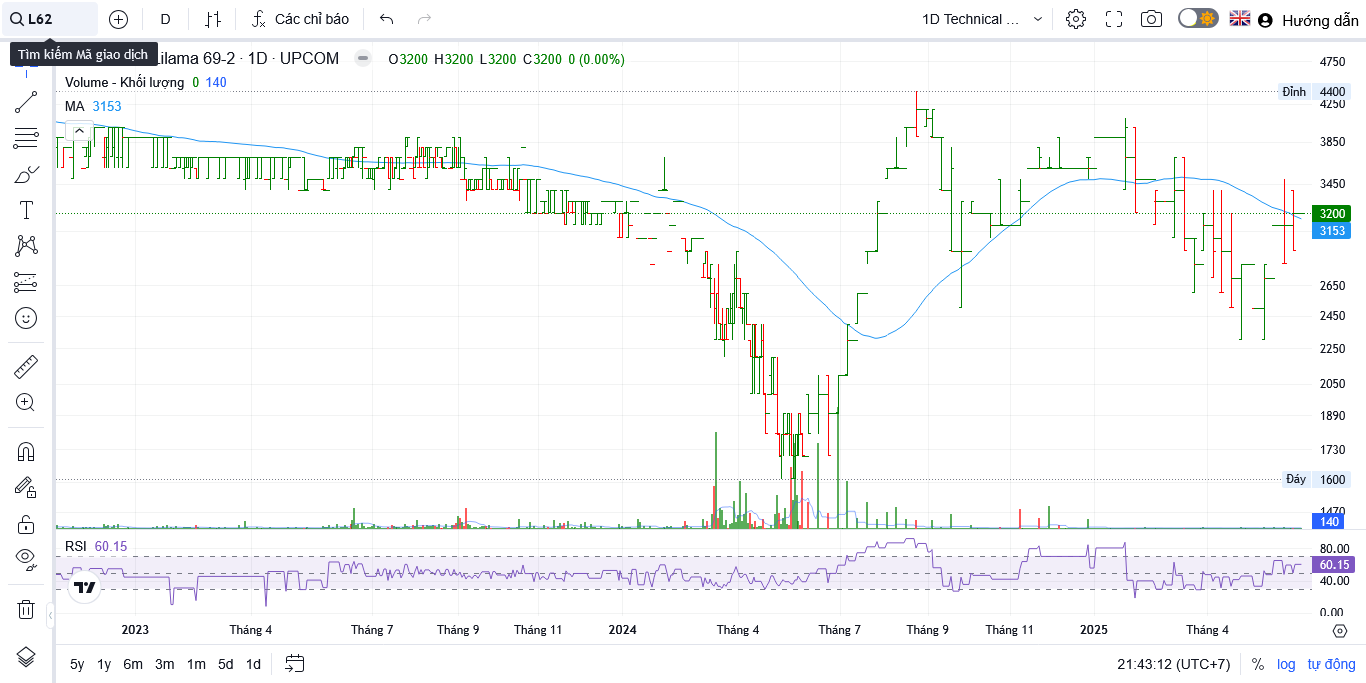 L62 D Các chỉ báo 1D Technical ... Hướng dẫn
Tìm kiếm Mã giao dịch
Lilama 69-2 · 1D · UPCOM O3200 H3200 L3200 C3200 0 (0.00%)
Volume - Khối lượng 0 140
MA 3153
4750
Đỉnh 4400
4250
3850
3450
3200
3153
2650
2450
2250
2050
1890
1730
Đáy 1600
1470
140
RSI 60.15
80.00
60.15
40.00
0.00
2023 Tháng 4 Tháng 7 Tháng 9 Tháng 11 2024 Tháng 4 Tháng 7 Tháng 9 Tháng 11 2025 Tháng 4
5y 1y 6m 3m 1m 5d 1d 21:43:12 (UTC+7) % log tự động